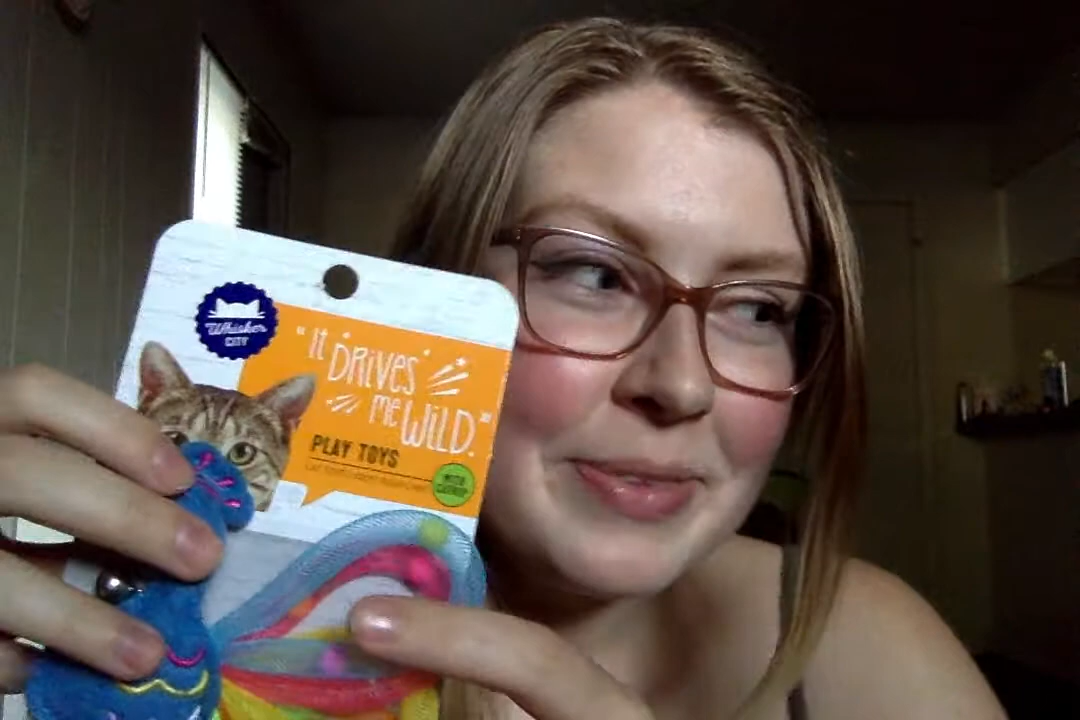 Whisker
CITY
"It
DRIVES
me WILD."
PLAY TOYS
WITH
CATNIP